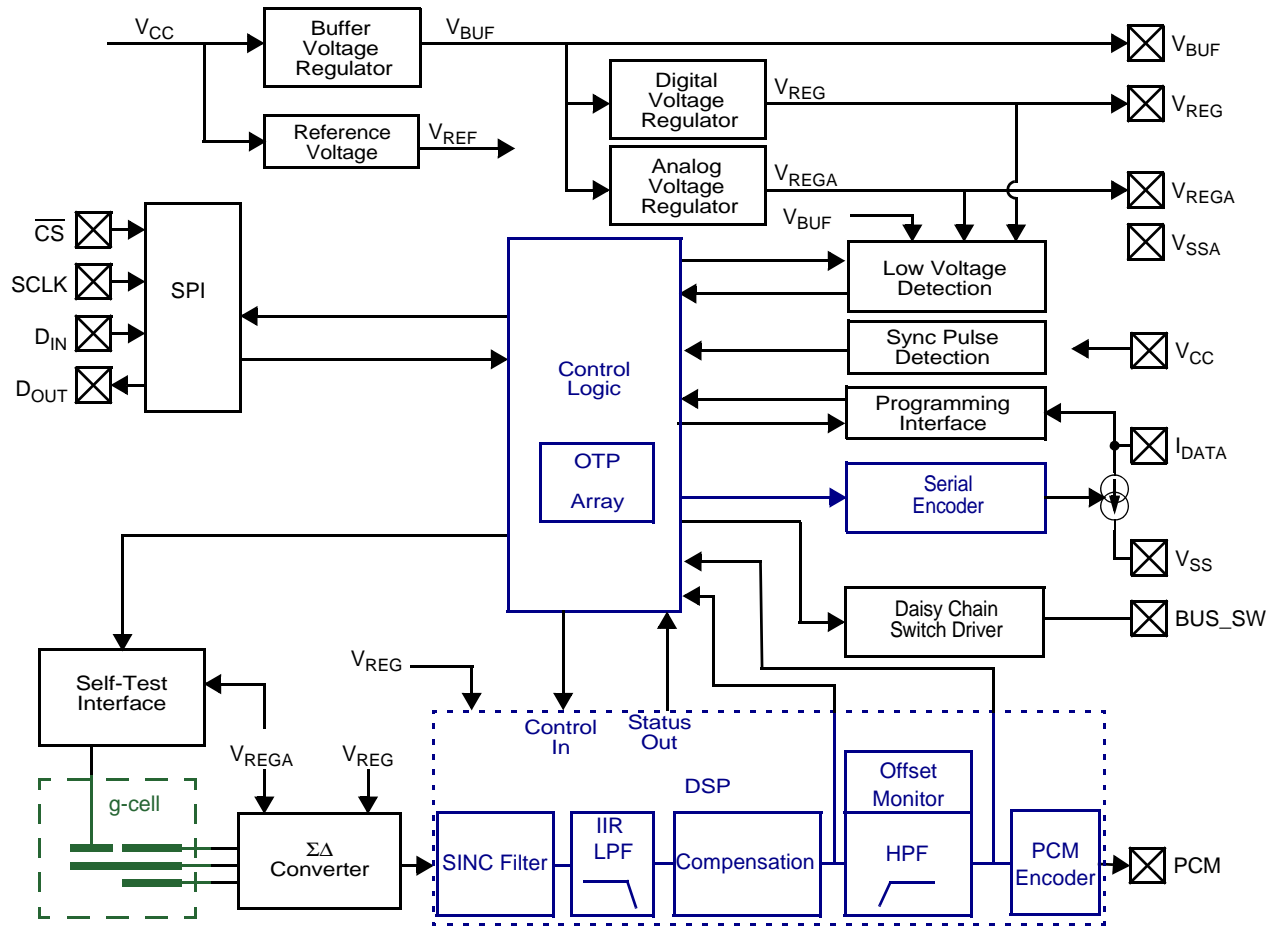 VCC
Buffer
Voltage
Regulator
VBUF
VBUF
Digital
Voltage
Regulator
VREG
VREG
Reference
Voltage
VREF
Analog
Voltage
Regulator
VREGA
VREGA
VBUF
VSSA
CS
SCLK
DIN
DOUT
SPI
Low Voltage
Detection
Sync Pulse
Detection
VCC
Control
Logic
Programming
Interface
IDATA
OTP
Array
Serial
Encoder
VSS
Daisy Chain
Switch Driver
BUS_SW
Self-Test
Interface
VREG
Control
In
Status
Out
VREGA
VREG
DSP
Offset
Monitor
g-cell
ΣΔ
Converter
SINC Filter
IIR
LPF
Compensation
HPF
PCM
Encoder
PCM